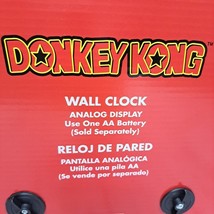 DONKEY KONG™
WALL CLOCK
ANALOG DISPLAY
Use One AA Battery
(Sold Separately)
RELOJ DE PARED
PANTALLA ANALÓGICA
Utilice una pila AA
(Se vende por separado)